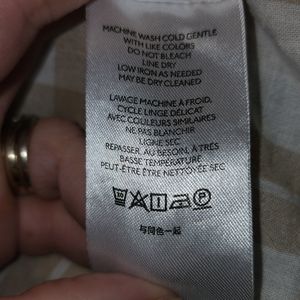 MACHINE WASH COLD GENTLE
WITH LIKE COLORS
DO NOT BLEACH
LINE DRY
LOW IRON AS NEEDED
MAY BE DRY CLEANED
LAVAGE MACHINE À FROID,
CYCLE LINGE DÉLICAT
AVEC COULEURS SIMILAIRES
NE PAS BLANCHIR
LIGNE SEC
REPASSER, AU BESOIN, A TRÉS
BASSE TEMPÉRATURE
PEUT-ÊTRE ÊTRE NETTOYÉE SEC
与同色一起